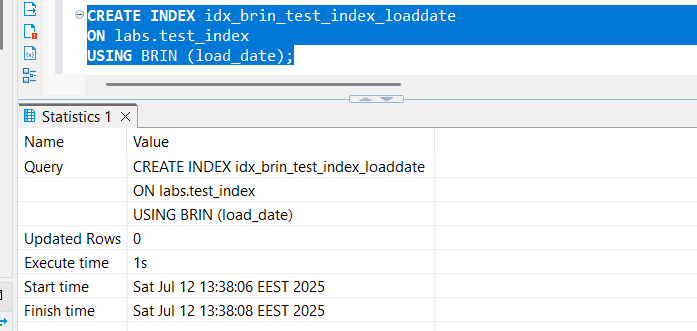 CREATE INDEX idx_brin_test_index_loaddate
ON labs.test_index
USING BRIN (load_date);
Statistics 1
Name Value
Query CREATE INDEX idx_brin_test_index_loaddate
ON labs.test_index
USING BRIN (load_date)
Updated Rows 0
Execute time 1s
Start time Sat Jul 12 13:38:06 EEST 2025
Finish time Sat Jul 12 13:38:08 EEST 2025